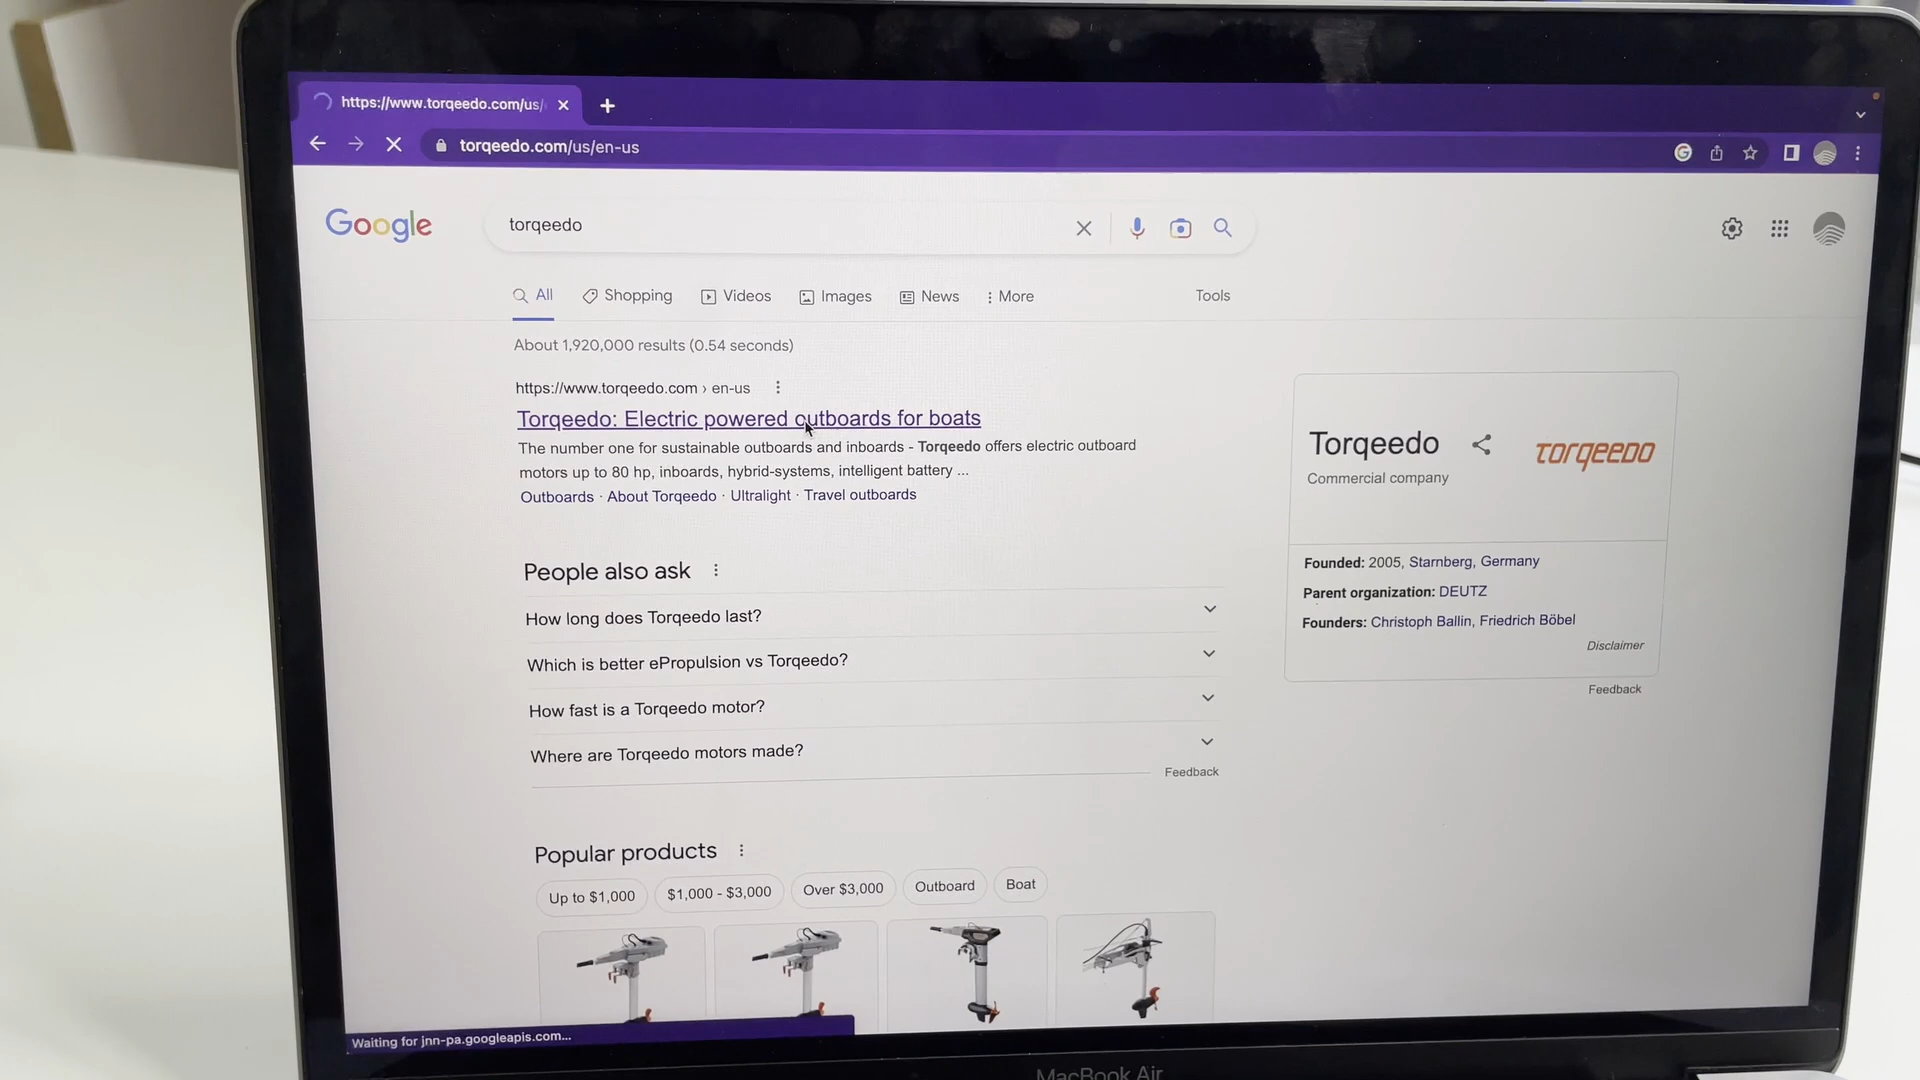 https://www.torqeedo.com/us/
torqeedo.com/us/en-us
Google
torqeedo
All
Shopping
Videos
Images
News
More
Tools
About 1,920,000 results (0.54 seconds)
https://www.torqeedo.com › en-us
Torqeedo: Electric powered outboards for boats
The number one for sustainable outboards and inboards - Torqeedo offers electric outboard
motors up to 80 hp, inboards, hybrid-systems, intelligent battery ...
Outboards · About Torqeedo · Ultralight · Travel outboards
People also ask
How long does Torqeedo last?
Which is better ePropulsion vs Torqeedo?
How fast is a Torqeedo motor?
Where are Torqeedo motors made?
Feedback
Popular products
Up to $1,000
$1,000 - $3,000
Over $3,000
Outboard
Boat
Torqeedo
TORQEEDO
Commercial company
Founded: 2005, Starnberg, Germany
Parent organization: DEUTZ
Founders: Christoph Ballin, Friedrich Böbel
Disclaimer
Feedback
Waiting for jnn-pa.googleapis.com...
MacBook Air